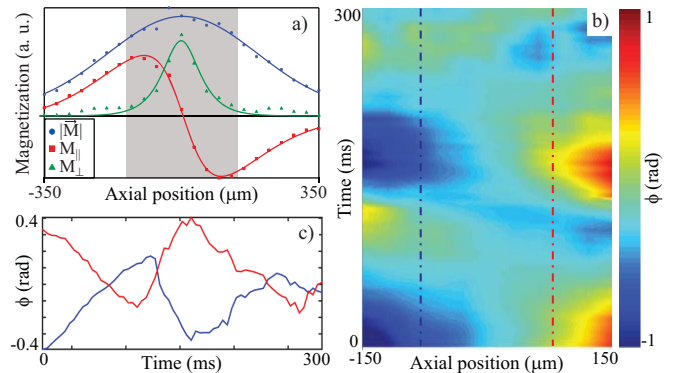 a)
Magnetization (a. u.)
|M⃗|
M∥
M⊥
-350
350
Axial position (μm)
c)
0.4
ϕ (rad)
-0.4
0
300
Time (ms)
b)
300
Time (ms)
0
-150
150
Axial position (μm)
1
ϕ (rad)
-1